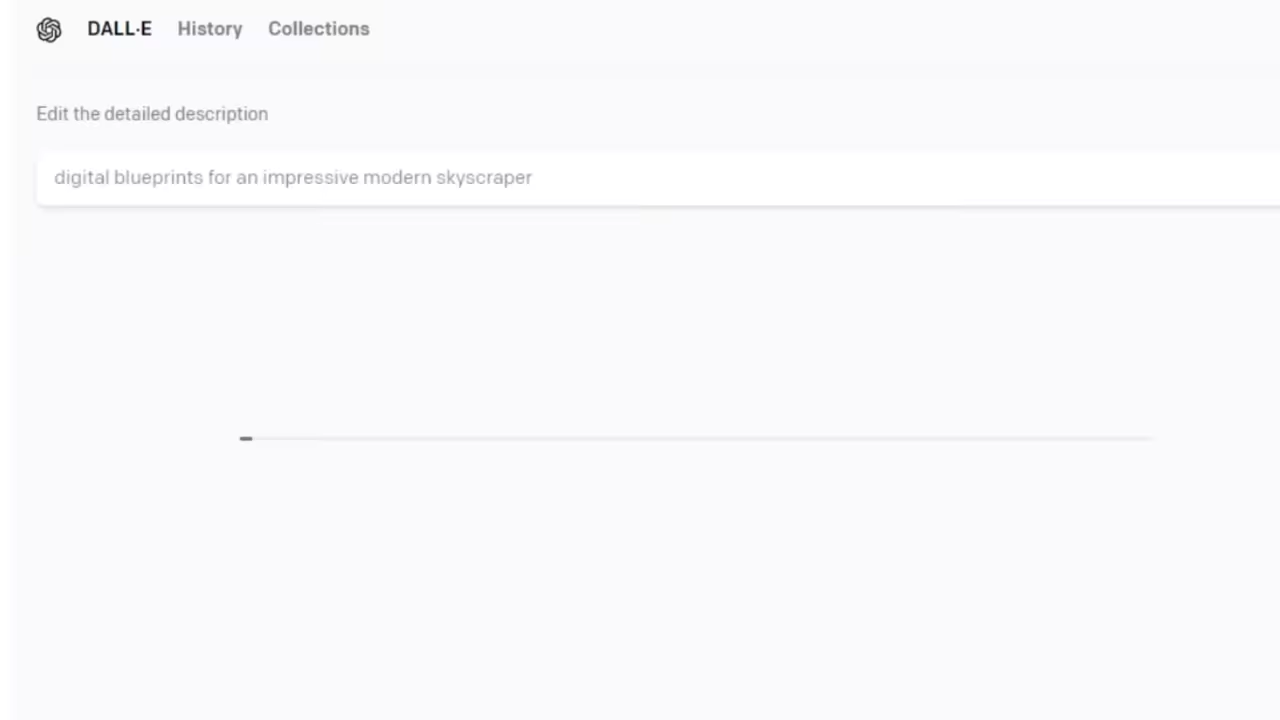 DALL·E History Collections
Edit the detailed description
digital blueprints for an impressive modern skyscraper